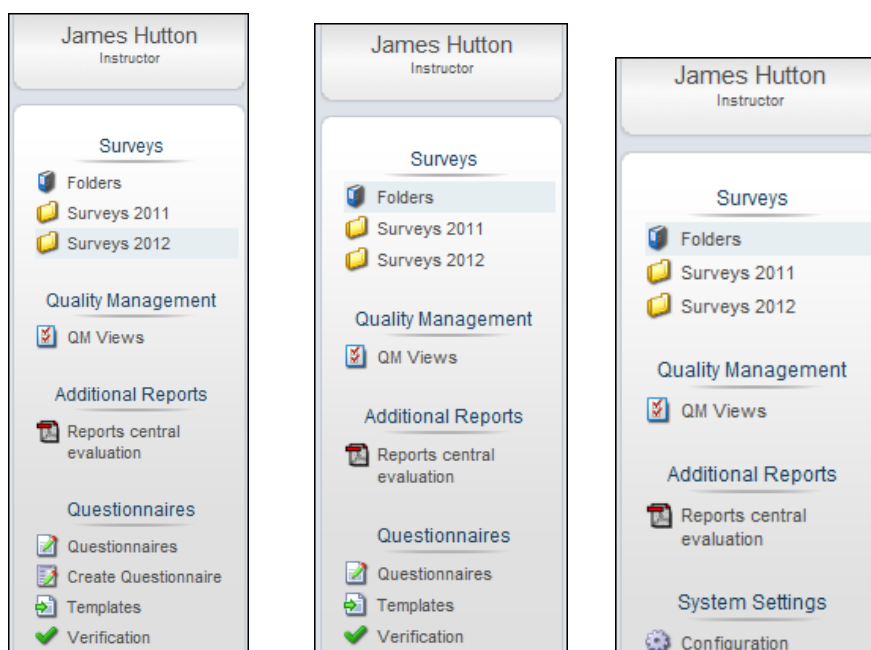 James Hutton
Instructor
Surveys
Folders
Surveys 2011
Surveys 2012
Quality Management
QM Views
Additional Reports
Reports central
evaluation
Questionnaires
Questionnaires
Create Questionnaire
Templates
Verification
James Hutton
Instructor
Surveys
Folders
Surveys 2011
Surveys 2012
Quality Management
QM Views
Additional Reports
Reports central
evaluation
Questionnaires
Questionnaires
Templates
Verification
James Hutton
Instructor
Surveys
Folders
Surveys 2011
Surveys 2012
Quality Management
QM Views
Additional Reports
Reports central
evaluation
System Settings
Configuration